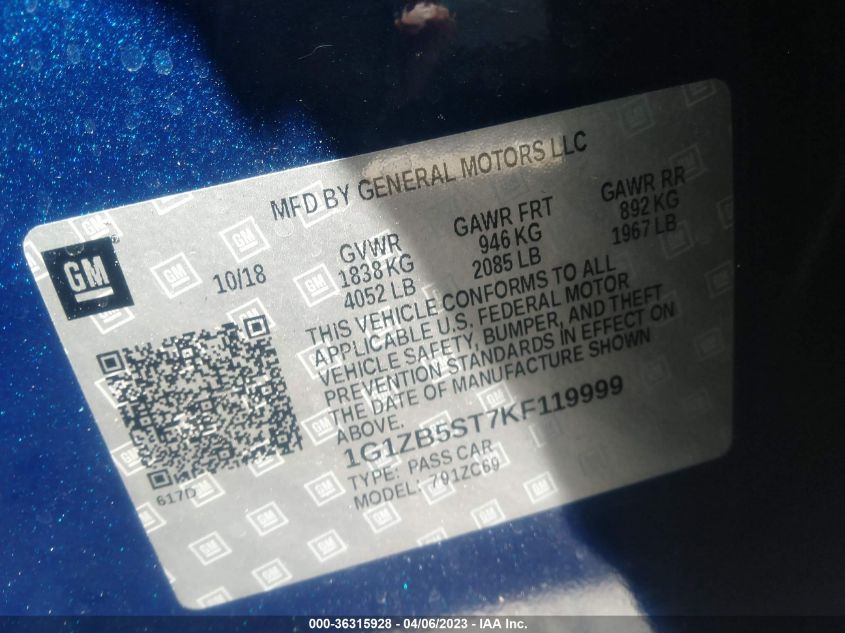 MFD BY GENERAL MOTORS LLC
GM
10/18
GVWR
1838 KG
4052 LB
GAWR FRT
946 KG
2085 LB
GAWR RR
892 KG
1967 LB
THIS VEHICLE CONFORMS TO ALL
APPLICABLE U.S. FEDERAL MOTOR
VEHICLE SAFETY, BUMPER, AND THEFT
PREVENTION STANDARDS IN EFFECT ON
THE DATE OF MANUFACTURE SHOWN
ABOVE.
1G1ZB5ST7KF119999
TYPE: PASS CAR
MODEL: 791ZC69
617D
000-36315928 - 04/06/2023 - IAA Inc.